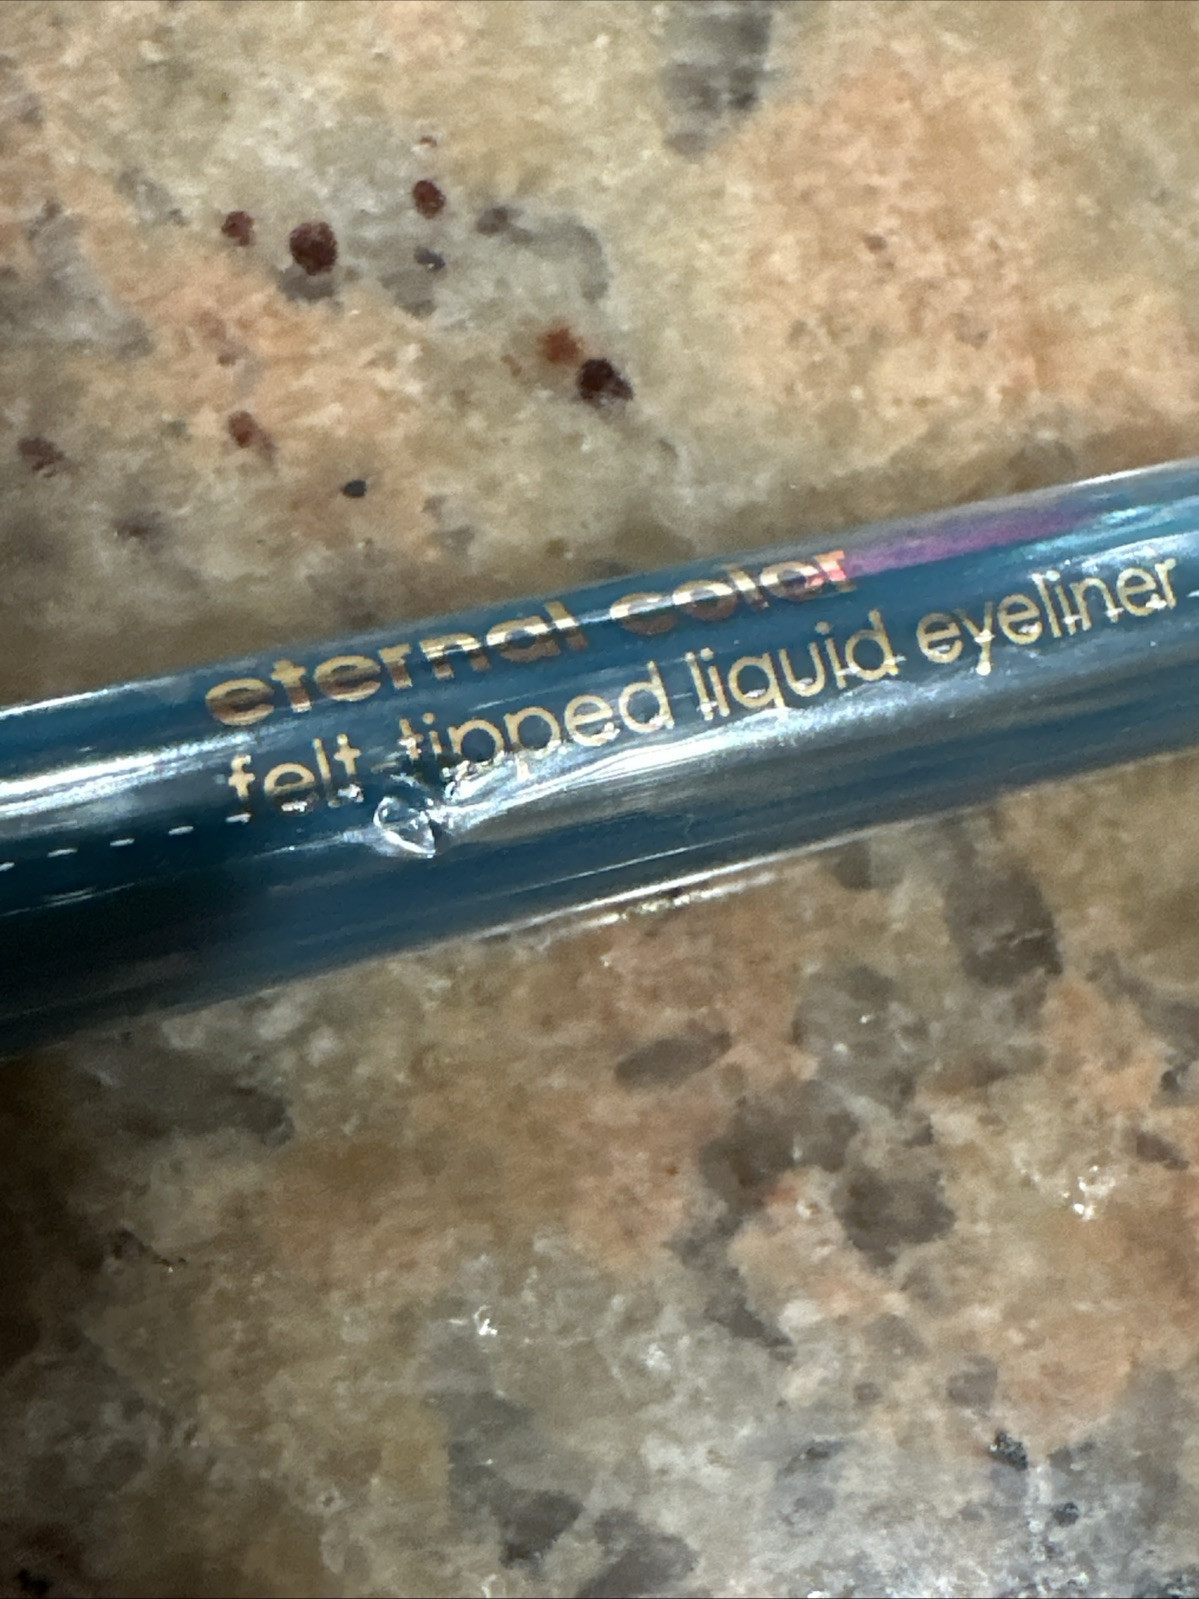 eternal color
felt-tipped liquid eyeliner